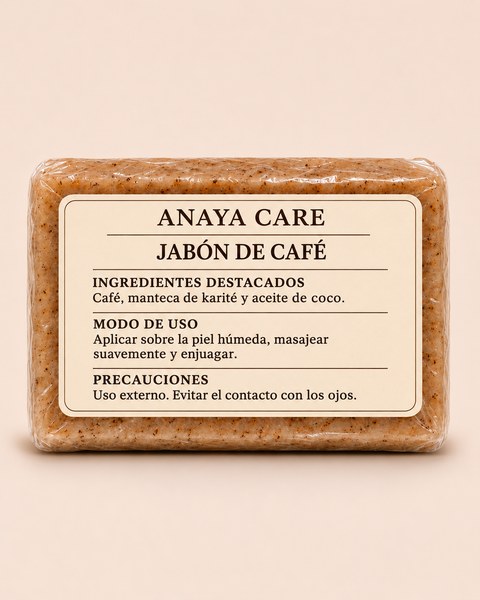 ANAYA CARE
JABÓN DE CAFÉ
INGREDIENTES DESTACADOS
Café, manteca de karité y aceite de coco.
MODO DE USO
Aplicar sobre la piel húmeda, masajear
suavemente y enjuagar.
PRECAUCIONES
Uso externo. Evitar el contacto con los ojos.